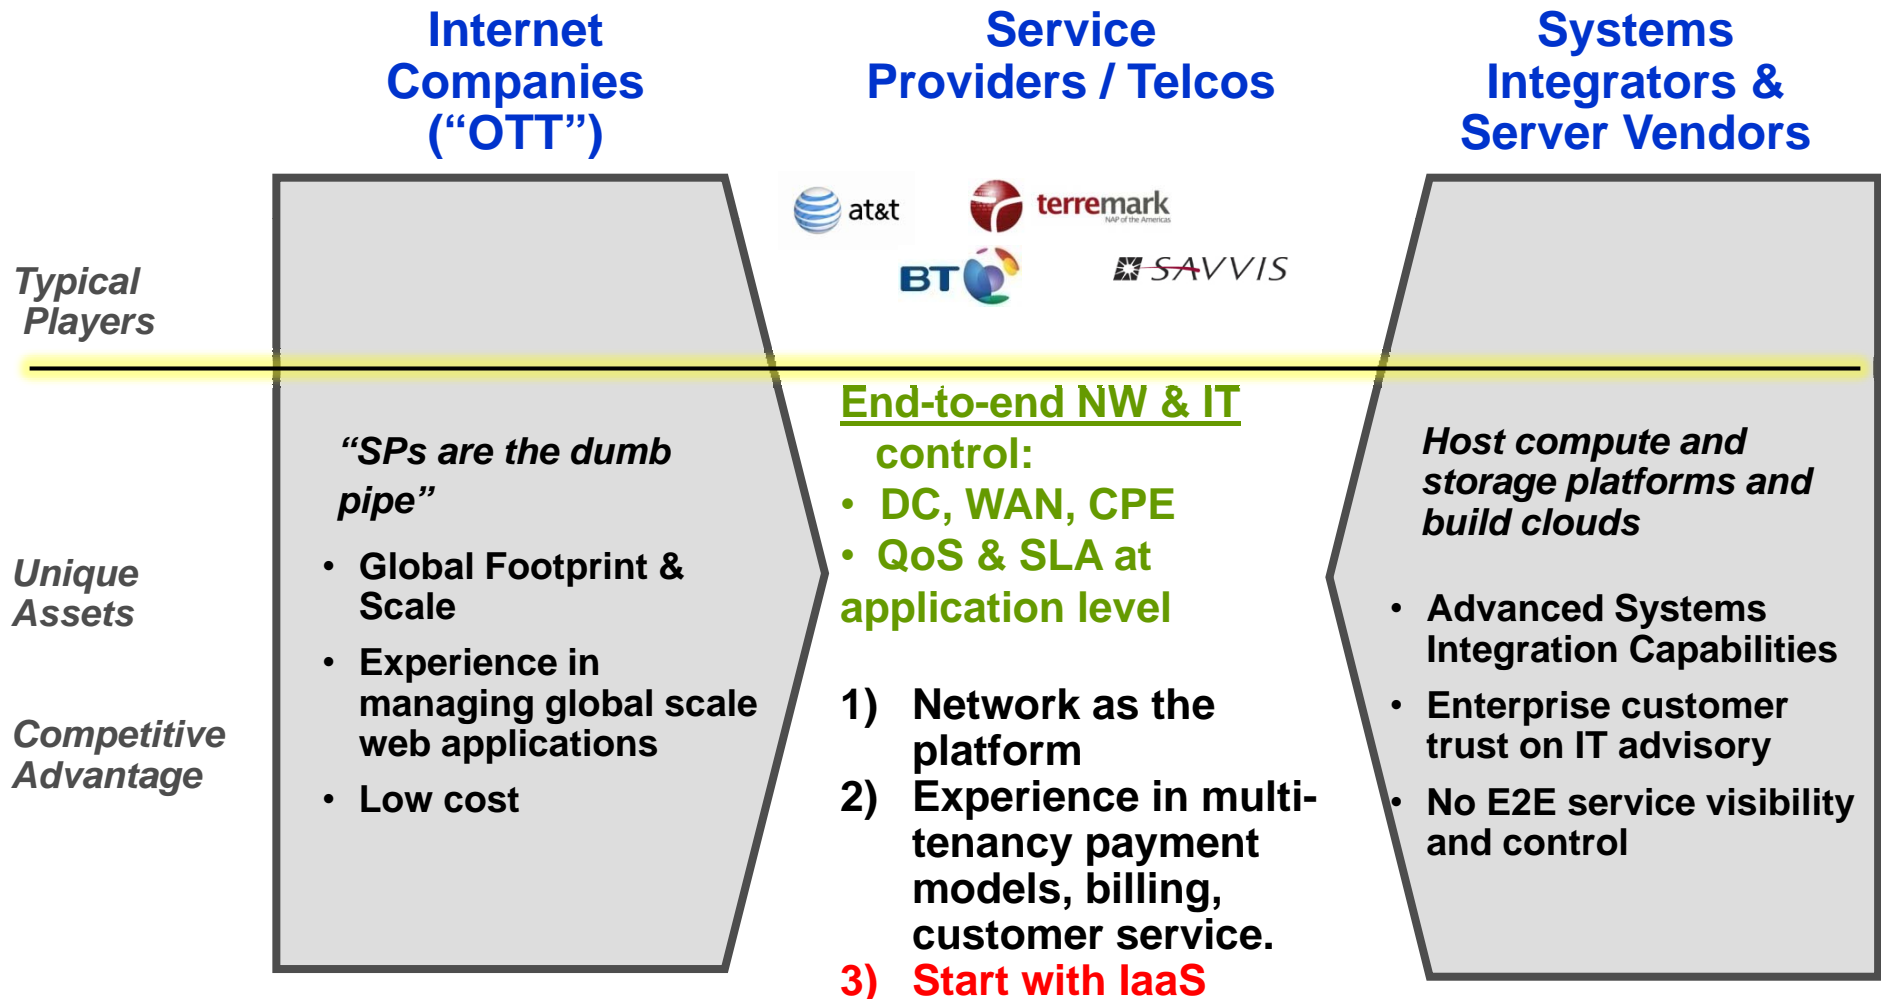 Internet
Companies
(“OTT”)
Service
Providers / Telcos
Systems
Integrators &
Server Vendors
Typical
Players
at&t
terremark
NAP of the Americas
BT
SAVVIS
Unique
Assets
Competitive
Advantage
“SPs are the dumb
pipe”
• Global Footprint &
Scale
• Experience in
managing global scale
web applications
• Low cost
End-to-end NW & IT
control:
• DC, WAN, CPE
• QoS & SLA at
application level
1) Network as the
platform
2) Experience in multi-
tenancy payment
models, billing,
customer service.
3) Start with IaaS
Host compute and
storage platforms and
build clouds
• Advanced Systems
Integration Capabilities
• Enterprise customer
trust on IT advisory
• No E2E service visibility
and control